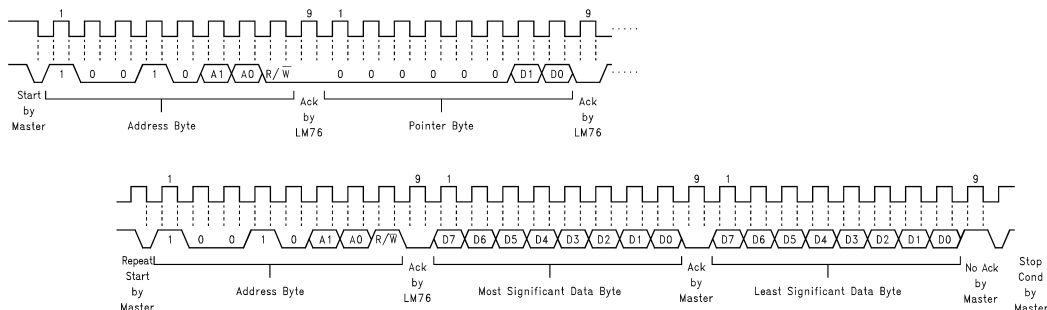 1 9 1 9
1 0 0 1 0 A1 A0 R/W̅ 0 0 0 0 0 0 D1 D0
Start
by
Master
Address Byte
Ack
by
LM76
Pointer Byte
Ack
by
LM76
1 9 1 9 1 9
1 0 0 1 0 A1 A0 R/W̅ D7 D6 D5 D4 D3 D2 D1 D0 D7 D6 D5 D4 D3 D2 D1 D0
Repeat
Start
by
Master
Address Byte
Ack
by
LM76
Most Significant Data Byte
Ack
by
Master
Least Significant Data Byte
No Ack
by
Master
Stop
Cond
by
Master